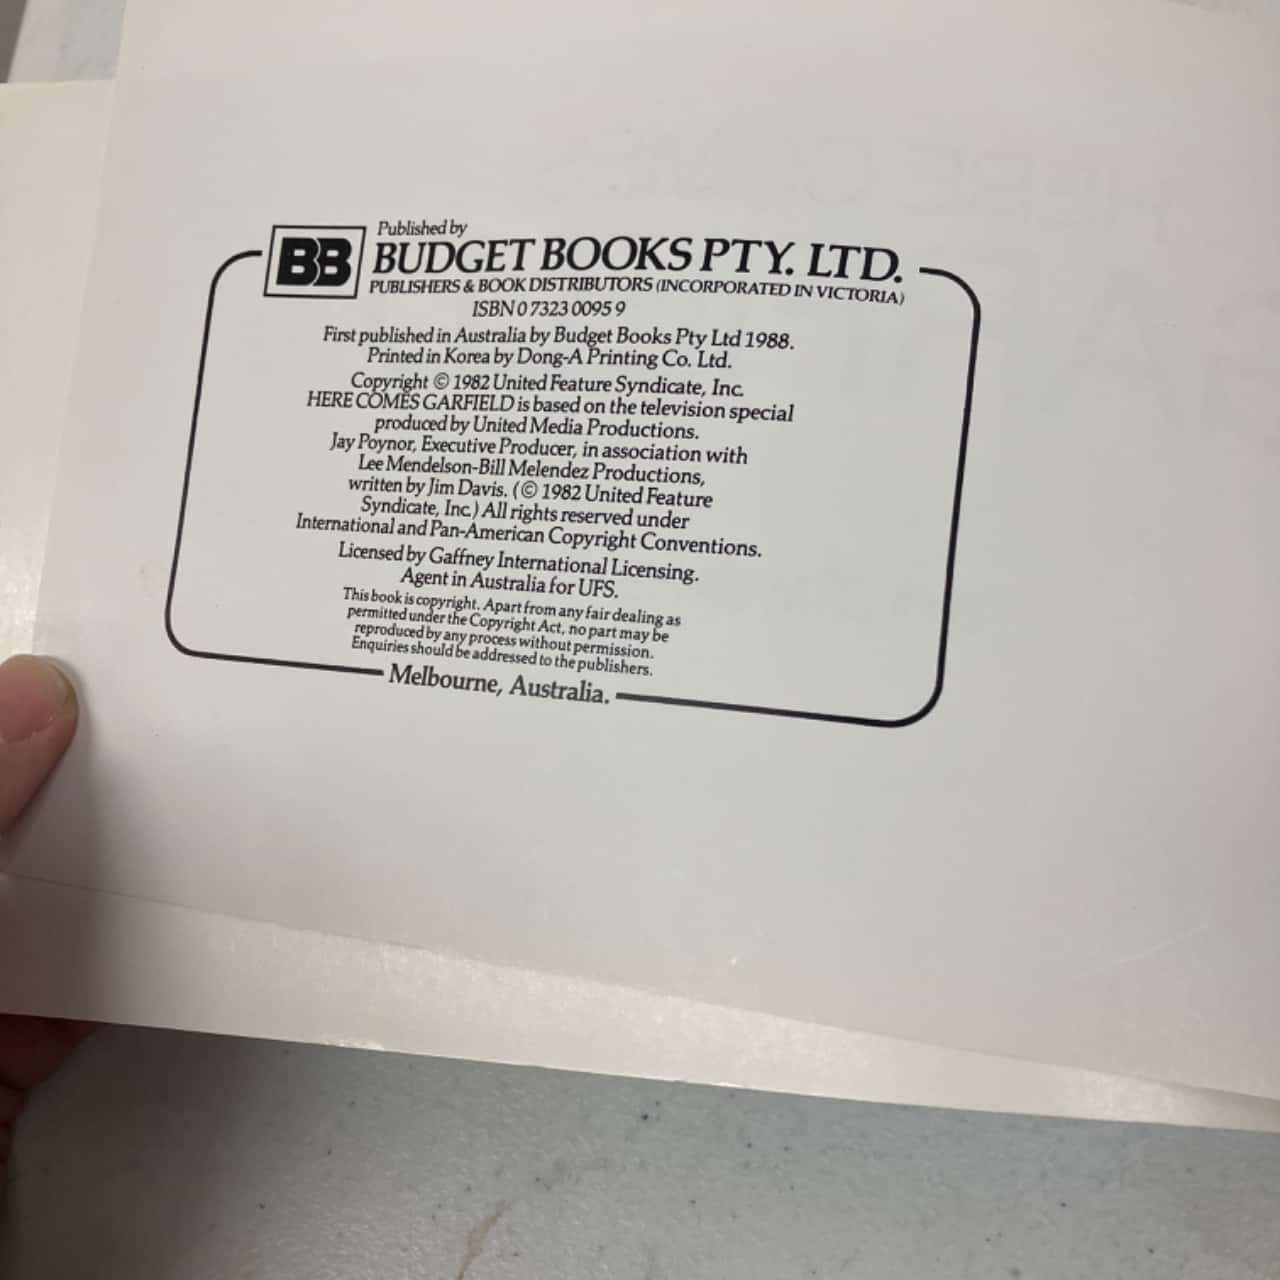 Published by
BB BUDGET BOOKS PTY. LTD.
PUBLISHERS & BOOK DISTRIBUTORS (INCORPORATED IN VICTORIA)
ISBN 0 7323 0095 9
First published in Australia by Budget Books Pty Ltd 1988.
Printed in Korea by Dong-A Printing Co. Ltd.
Copyright © 1982 United Feature Syndicate, Inc.
HERE COMES GARFIELD is based on the television special
produced by United Media Productions.
Jay Poynor, Executive Producer, in association with
Lee Mendelson-Bill Melendez Productions,
written by Jim Davis. (© 1982 United Feature
Syndicate, Inc.) All rights reserved under
International and Pan-American Copyright Conventions.
Licensed by Gaffney International Licensing.
Agent in Australia for UFS.
This book is copyright. Apart from any fair dealing as
permitted under the Copyright Act, no part may be
reproduced by any process without permission.
Enquiries should be addressed to the publishers.
Melbourne, Australia.